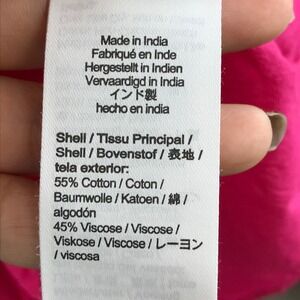 Made in India
Fabriqué en Inde
Hergestellt in Indien
Vervaardigd in India
インド製
hecho en india
Shell / Tissu Principal /
Shell / Bovenstof / 表地 /
tela exterior:
55% Cotton / Coton /
Baumwolle / Katoen / 綿 /
algodón
45% Viscose / Viscose /
Viskose / Viscose / レーヨン
/ viscosa